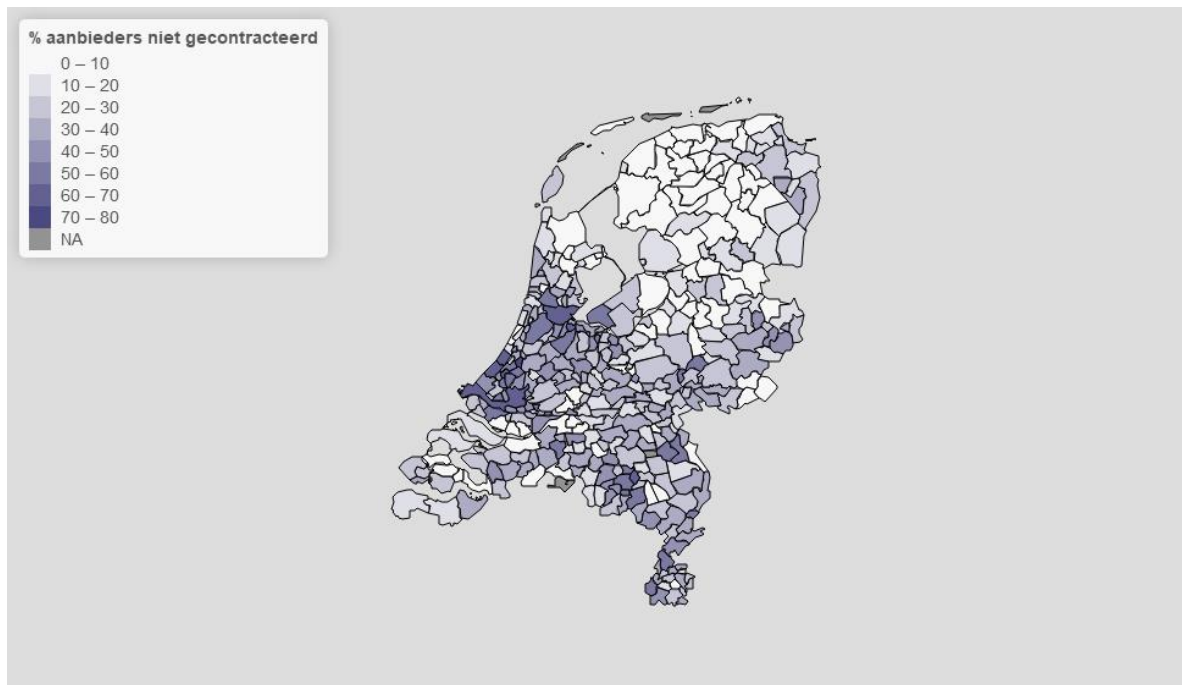 % aanbieders niet gecontracteerd
0 – 10
10 – 20
20 – 30
30 – 40
40 – 50
50 – 60
60 – 70
70 – 80
NA